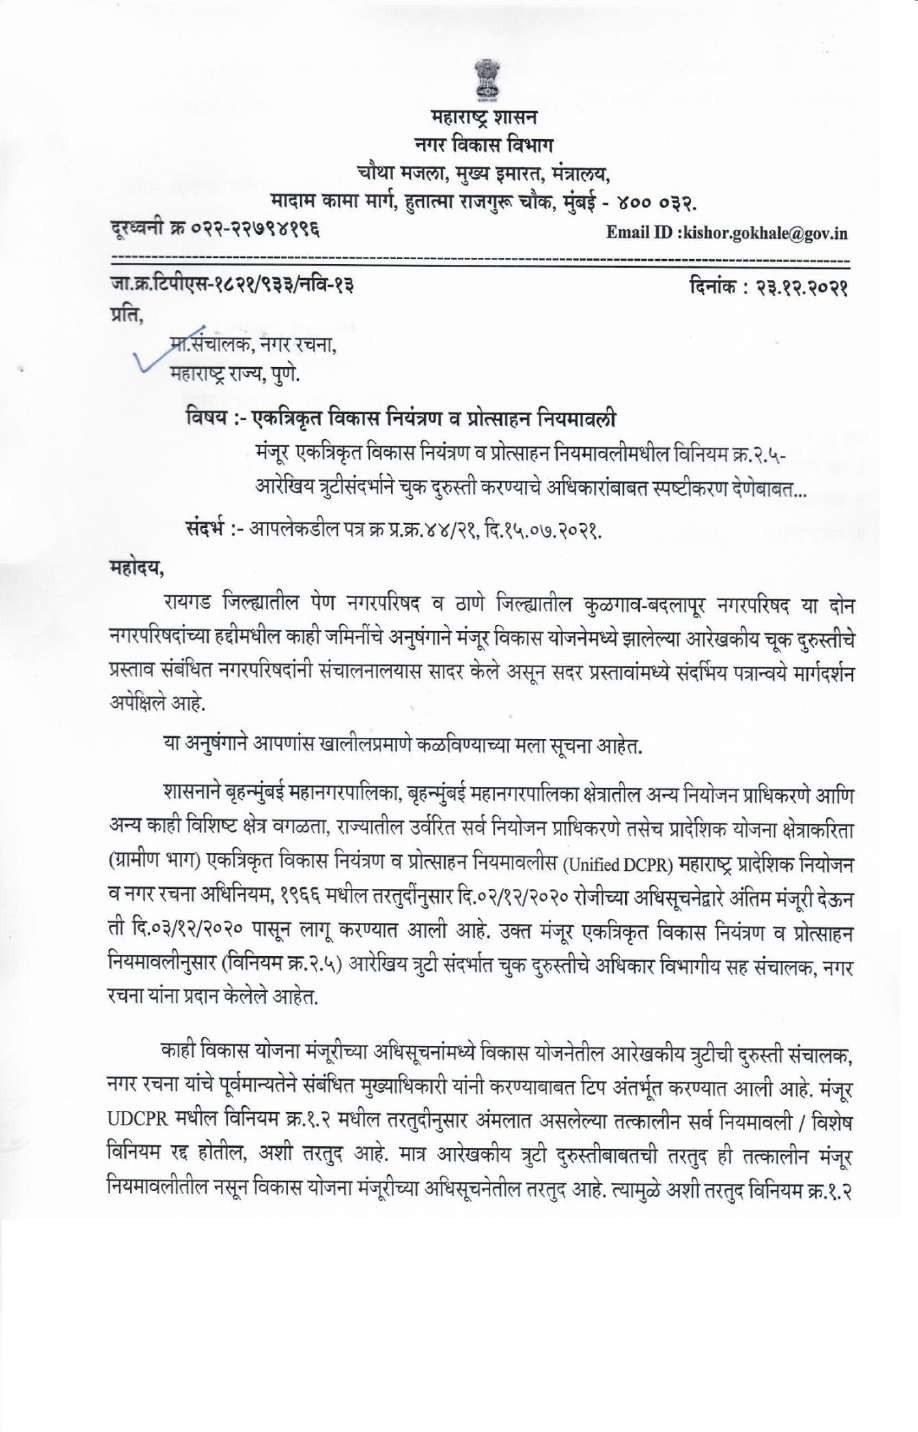 महाराष्ट्र शासन
नगर विकास विभाग
चौथा मजला, मुख्य इमारत, मंत्रालय,
मादाम कामा मार्ग, हुतात्मा राजगुरू चौक, मुंबई - ४०० ०३२.
दूरध्वनी क्र ०२२-२२७९४१९६ Email ID :kishor.gokhale@gov.in
जा.क्र.टिपीएस-१८२१/९३३/नवि-१३ दिनांक : २३.१२.२०२१
प्रति,
मा.संचालक, नगर रचना,
महाराष्ट्र राज्य, पुणे.
विषय :- एकत्रिकृत विकास नियंत्रण व प्रोत्साहन नियमावली
मंजूर एकत्रिकृत विकास नियंत्रण व प्रोत्साहन नियमावलीमधील विनियम क्र.२.५-
आरेखिय त्रुटीसंदर्भाने चुक दुरुस्ती करण्याचे अधिकारांबाबत स्पष्टीकरण देणेबाबत...
संदर्भ :- आपलेकडील पत्र क्र प्र.क्र.४४/२१, दि.१५.०७.२०२१.
महोदय,
रायगड जिल्ह्यातील पेण नगरपरिषद व ठाणे जिल्ह्यातील कुळगाव-बदलापूर नगरपरिषद या दोन
नगरपरिषदांच्या हद्दीमधील काही जमिनींचे अनुषंगाने मंजूर विकास योजनेमध्ये झालेल्या आरेखकीय चूक दुरुस्तीचे
प्रस्ताव संबंधित नगरपरिषदांनी संचालनालयास सादर केले असून सदर प्रस्तावांमध्ये संदर्भिय पत्रान्वये मार्गदर्शन
अपेक्षिले आहे.
या अनुषंगाने आपणांस खालीलप्रमाणे कळविण्याच्या मला सूचना आहेत.
शासनाने बृहन्मुंबई महानगरपालिका, बृहन्मुंबई महानगरपालिका क्षेत्रातील अन्य नियोजन प्राधिकरणे आणि
अन्य काही विशिष्ट क्षेत्र वगळता, राज्यातील उर्वरित सर्व नियोजन प्राधिकरणे तसेच प्रादेशिक योजना क्षेत्राकरिता
(ग्रामीण भाग) एकत्रिकृत विकास नियंत्रण व प्रोत्साहन नियमावलीस (Unified DCPR) महाराष्ट्र प्रादेशिक नियोजन
व नगर रचना अधिनियम, १९६६ मधील तरतुदींनुसार दि.०२/१२/२०२० रोजीच्या अधिसूचनेद्वारे अंतिम मंजूरी देऊन
ती दि.०३/१२/२०२० पासून लागू करण्यात आली आहे. उक्त मंजूर एकत्रिकृत विकास नियंत्रण व प्रोत्साहन
नियमावलीनुसार (विनियम क्र.२.५) आरेखिय त्रुटी संदर्भात चुक दुरुस्तीचे अधिकार विभागीय सह संचालक, नगर
रचना यांना प्रदान केलेले आहेत.
काही विकास योजना मंजूरीच्या अधिसूचनांमध्ये विकास योजनेतील आरेखकीय त्रुटीची दुरुस्ती संचालक,
नगर रचना यांचे पूर्वमान्यतेने संबंधित मुख्याधिकारी यांनी करण्याबाबत टिप अंतर्भूत करण्यात आली आहे. मंजूर
UDCPR मधील विनियम क्र.१.२ मधील तरतुदीनुसार अंमलात असलेल्या तत्कालीन सर्व नियमावली / विशेष
विनियम रद्द होतील, अशी तरतुद आहे. मात्र आरेखकीय त्रुटी दुरुस्तीबाबतची तरतुद ही तत्कालीन मंजूर
नियमावलीतील नसून विकास योजना मंजूरीच्या अधिसूचनेतील तरतुद आहे. त्यामुळे अशी तरतुद विनियम क्र.१.२